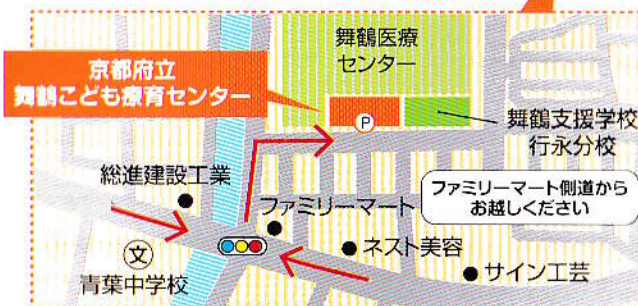 舞鶴医療
センター
京都府立
舞鶴こども療育センター
P
舞鶴支援学校
行永分校
総進建設工業
ファミリーマート
ファミリーマート側道から
お越しください
文
青葉中学校
ネスト美容
サイン工芸